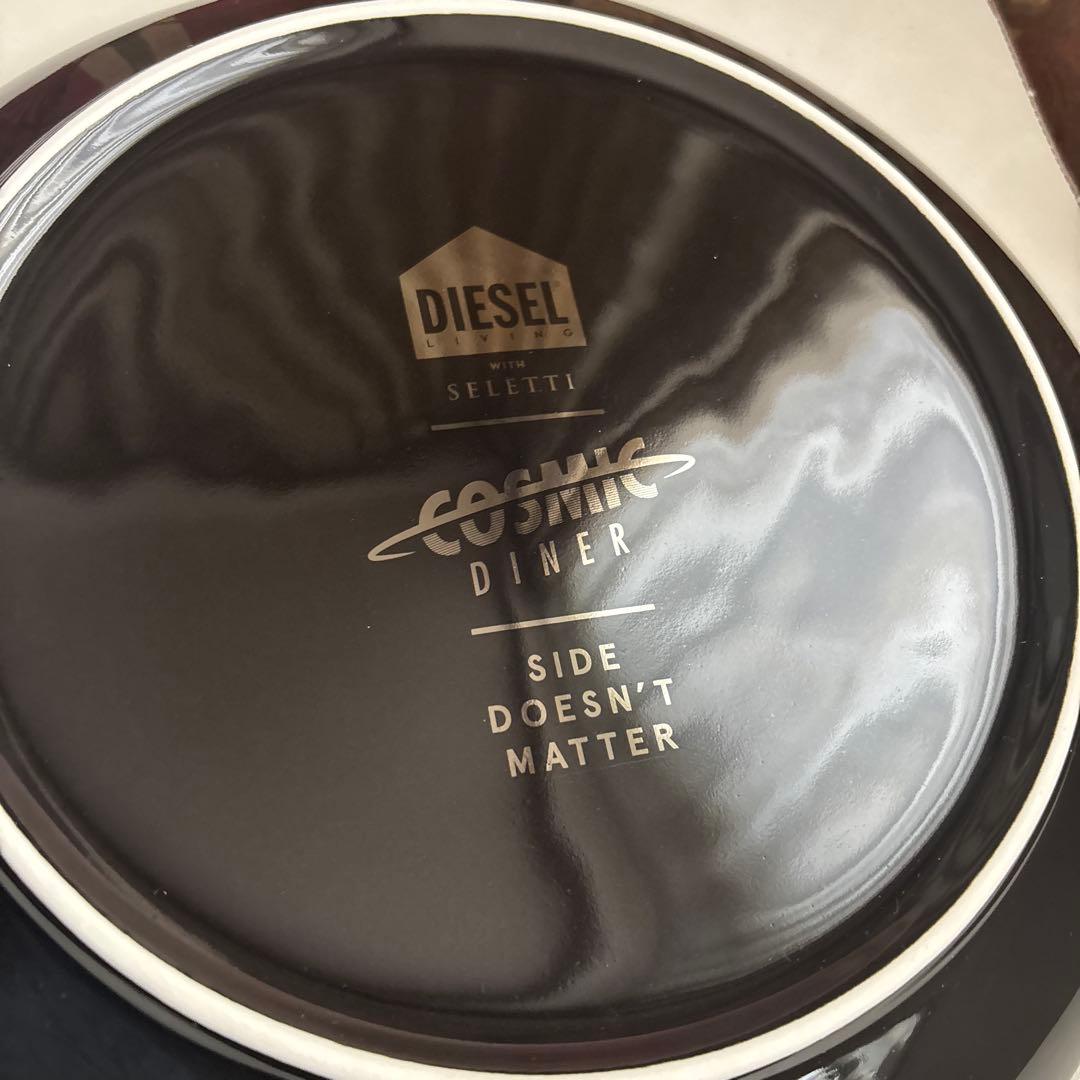 DIESEL
LIVING
WITH
SELETTI
COSMIC
DINER
SIDE
DOESN'T
MATTER